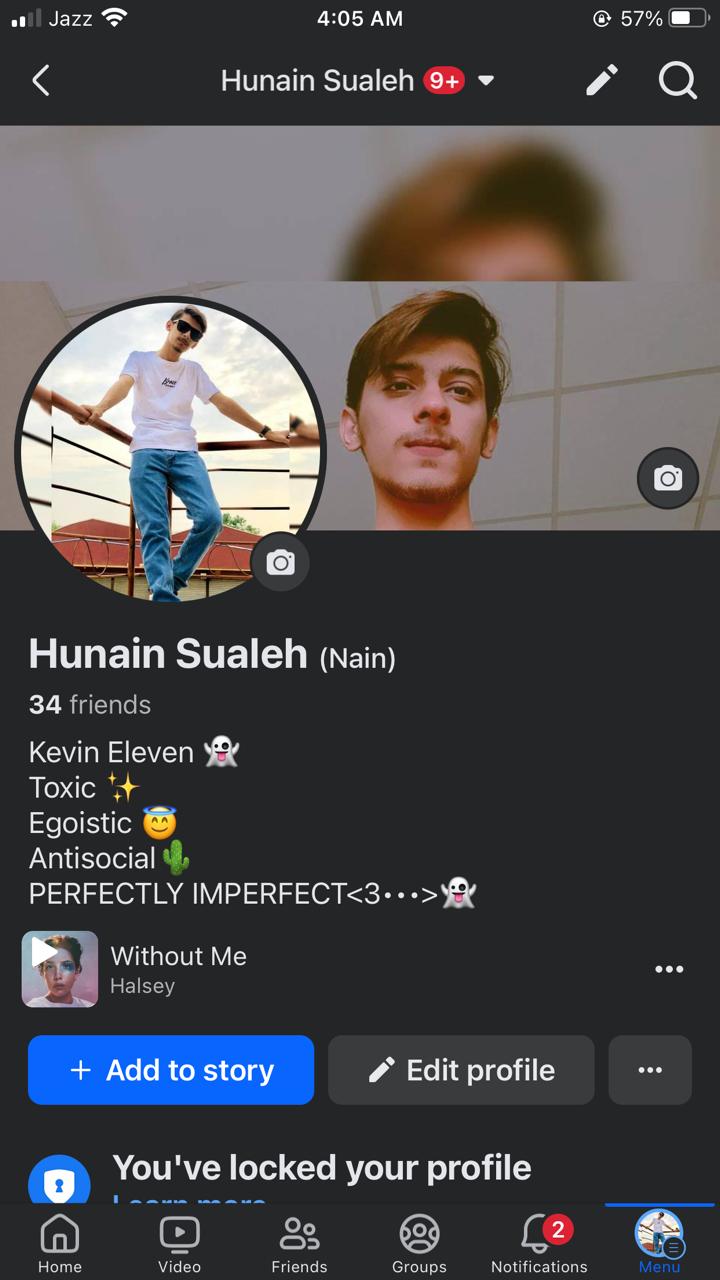 Jazz 4:05 AM 57%
Hunain Sualeh 9+
Hunain Sualeh (Nain)
34 friends
Kevin Eleven 👻
Toxic ✨
Egoistic 😇
Antisocial🌵
PERFECTLY IMPERFECT<3•••>👻
Without Me
Halsey
+ Add to story Edit profile
You've locked your profile
Learn more
2
Home Video Friends Groups Notifications Menu